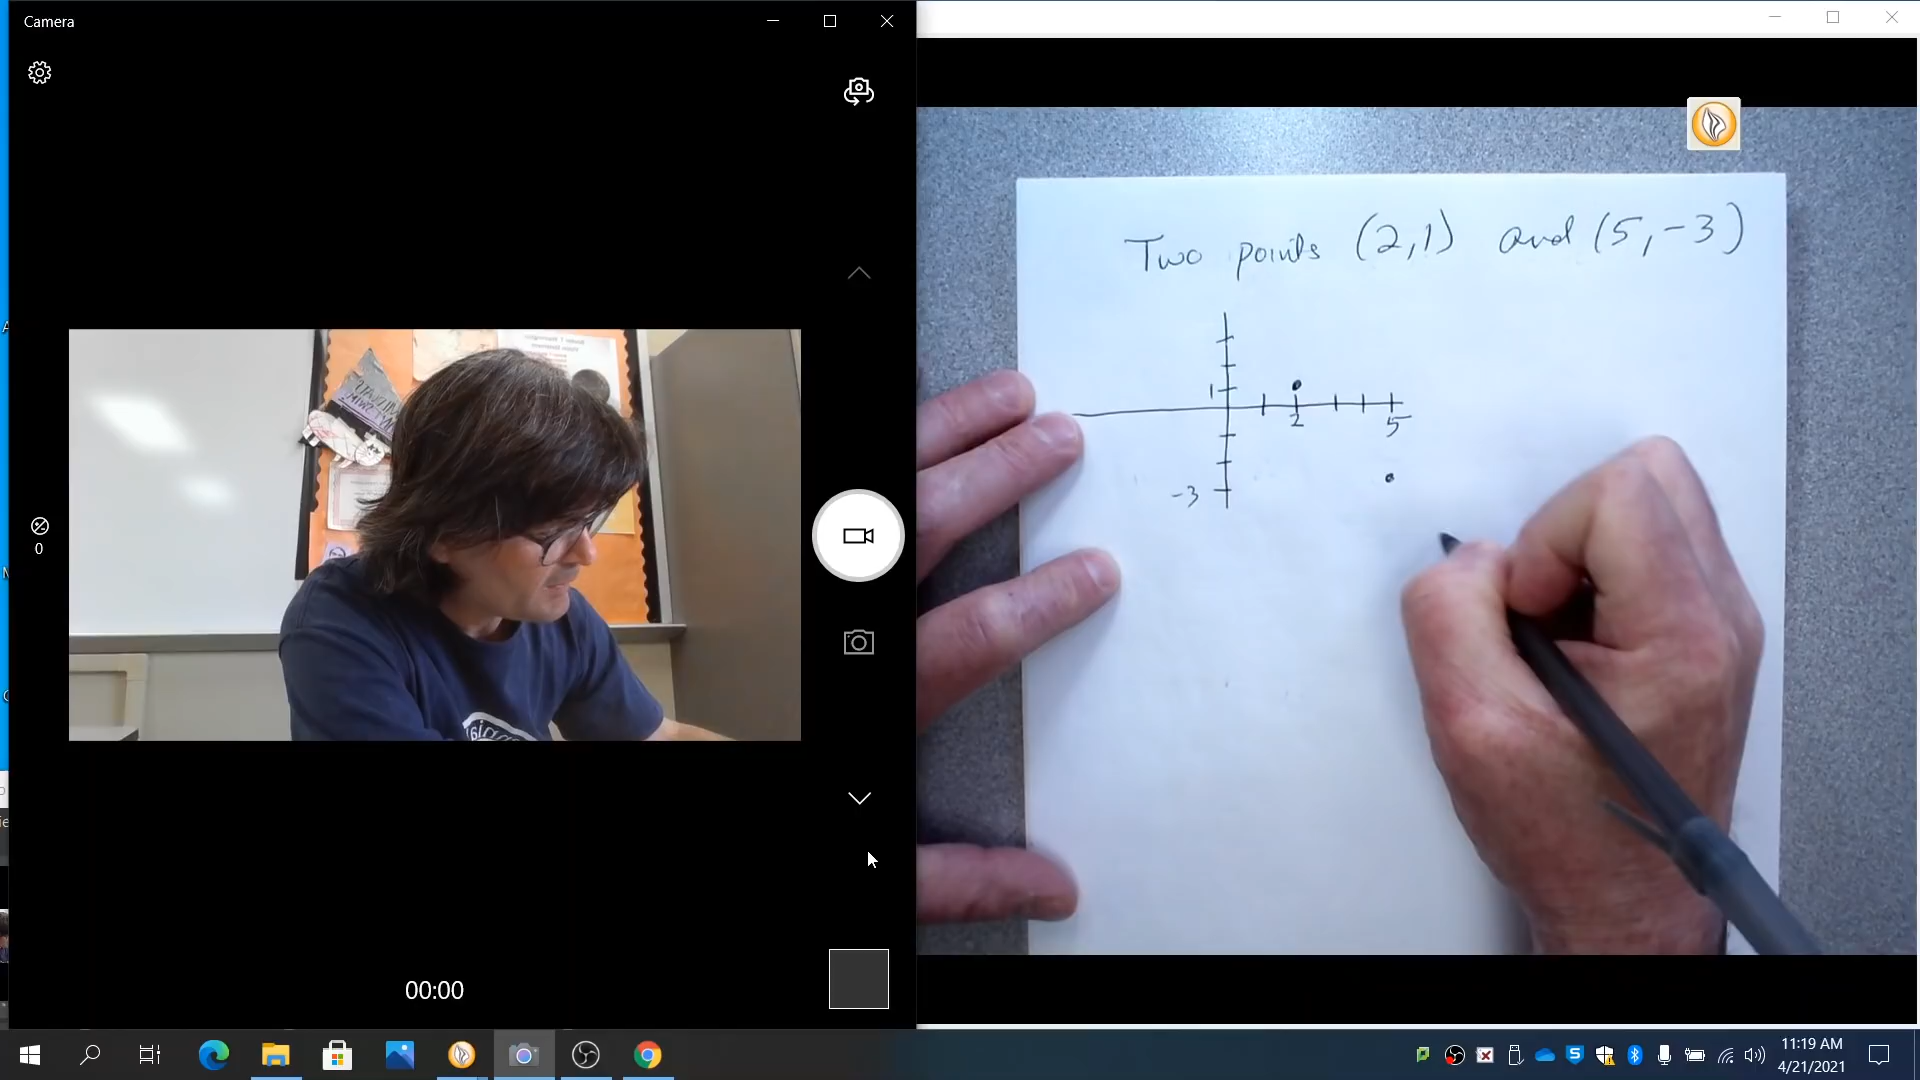 Camera
0
00:00
Two points (2,1) and (5,-3)
1
2
5
-3
11:19 AM
4/21/2021